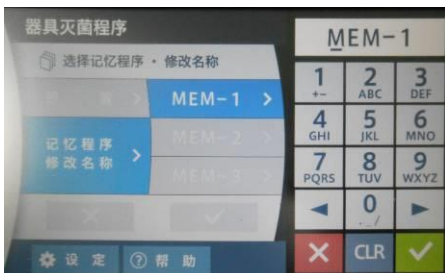 器具灭菌程序
选择记忆程序・修改名称
MEM-1 >
记忆程序
修改名称 >
MEM-2 >
MEM-3 >
设定
? 帮助
MEM-1
1 +-
2 ABC
3 DEF
4 GHI
5 JKL
6 MNO
7 PQRS
8 TUV
9 WXYZ
0 ._/
CLR